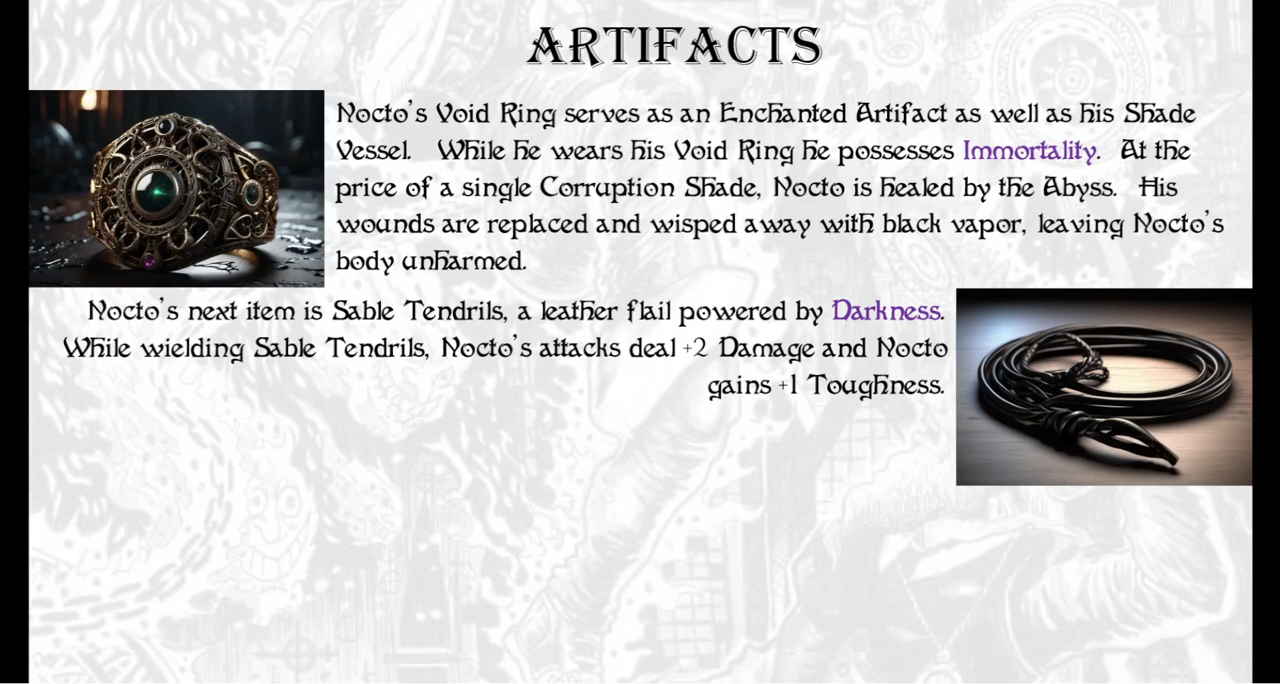 ARTIFACTS
Nocto's Void Ring serves as an Enchanted Artifact as well as his Shade
Vessel. While he wears his Void Ring he possesses Immortality. At the
price of a single Corruption Shade, Nocto is healed by the Abyss. His
wounds are replaced and wisped away with black vapor, leaving Nocto's
body unharmed.
Nocto's next item is Sable Tendrils, a leather flail powered by Darkness.
While wielding Sable Tendrils, Nocto's attacks deal +2 Damage and Nocto
gains +1 Toughness.